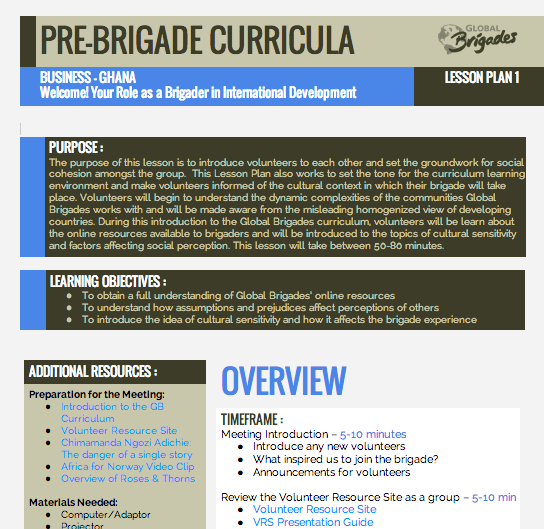 PRE-BRIGADE CURRICULA
GLOBAL
Brigades
BUSINESS - GHANA
Welcome! Your Role as a Brigader in International Development
LESSON PLAN 1
PURPOSE :
The purpose of this lesson is to introduce volunteers to each other and set the groundwork for social
cohesion amongst the group. This Lesson Plan also works to set the tone for the curriculum learning
environment and make volunteers informed of the cultural context in which their brigade will take
place. Volunteers will begin to understand the dynamic complexities of the communities Global
Brigades works with and will be made aware from the misleading homogenized view of developing
countries. During this introduction to the Global Brigades curriculum, volunteers will be learn about
the online resources available to brigaders and will be introduced to the topics of cultural sensitivity
and factors affecting social perception. This lesson will take between 50-80 minutes.
LEARNING OBJECTIVES :
● To obtain a full understanding of Global Brigades' online resources
● To understand how assumptions and prejudices affect perceptions of others
● To introduce the idea of cultural sensitivity and how it affects the brigade experience
ADDITIONAL RESOURCES :
Preparation for the Meeting:
● Introduction to the GB
Curriculum
● Volunteer Resource Site
● Chimamanda Ngozi Adichie:
The danger of a single story
● Africa for Norway Video Clip
● Overview of Roses & Thorns
Materials Needed:
● Computer/Adaptor
● Projector
OVERVIEW
TIMEFRAME :
Meeting Introduction – 5-10 minutes
● Introduce any new volunteers
● What inspired us to join the brigade?
● Announcements for volunteers
Review the Volunteer Resource Site as a group – 5-10 min
● Volunteer Resource Site
● VRS Presentation Guide